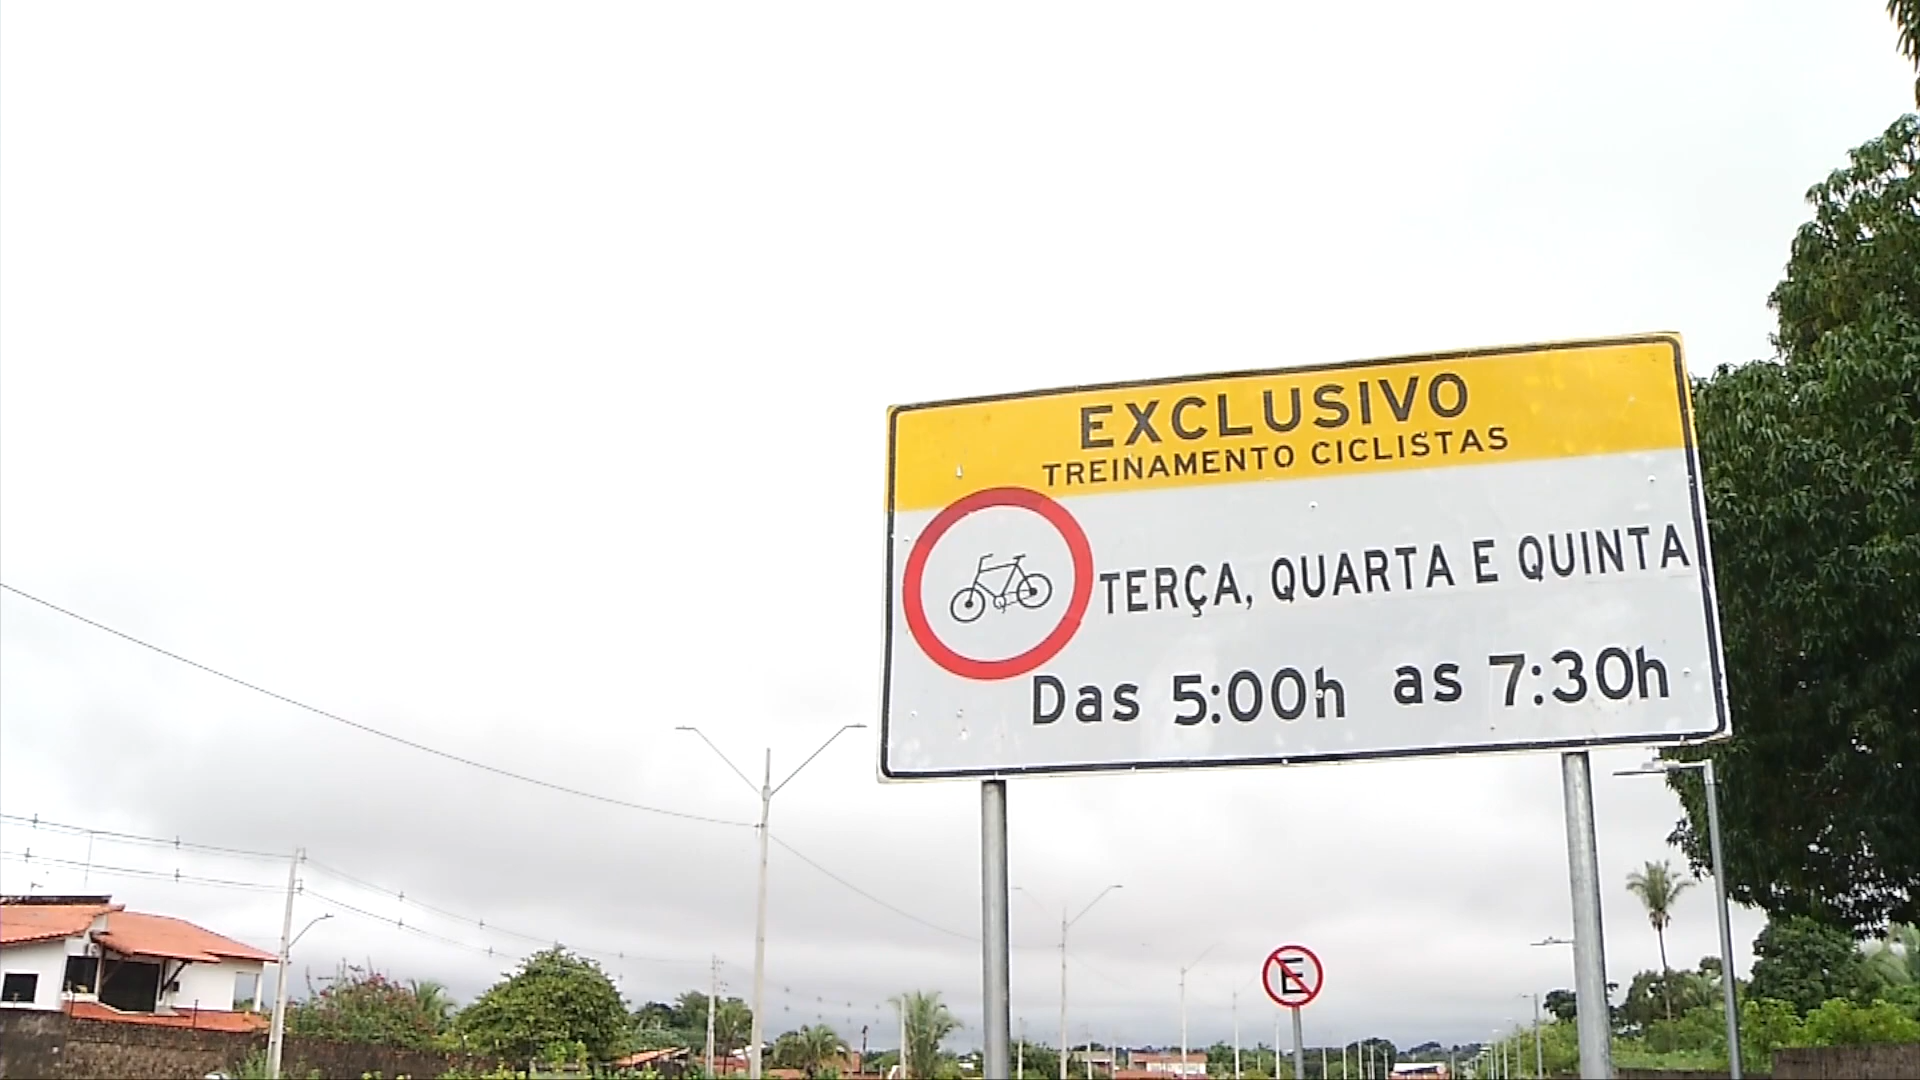 EXCLUSIVO
TREINAMENTO CICLISTAS
TERÇA, QUARTA E QUINTA
Das 5:00h as 7:30h
E